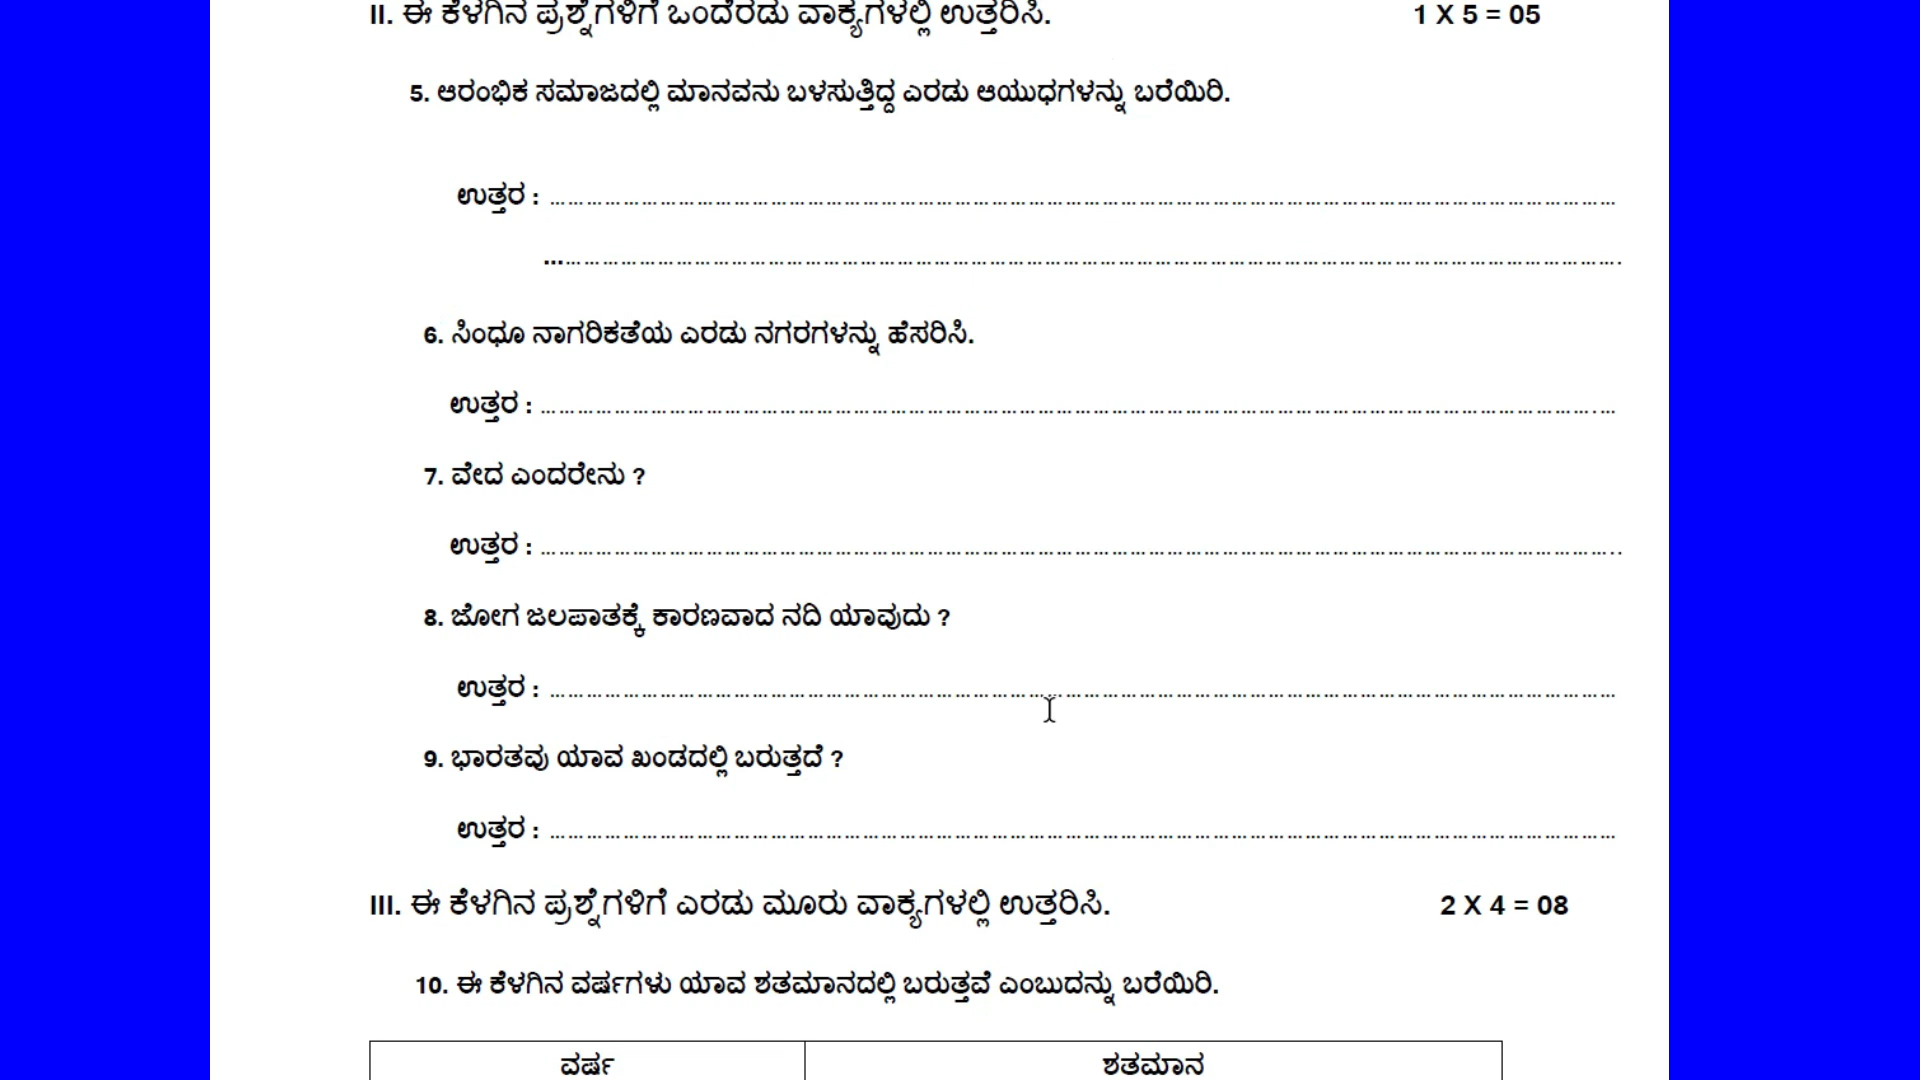 II. ಈ ಕೆಳಗಿನ ಪ್ರಶ್ನೆಗಳಿಗೆ ಒಂದೆರಡು ವಾಕ್ಯಗಳಲ್ಲಿ ಉತ್ತರಿಸಿ. 1 X 5 = 05
5. ಆರಂಭಿಕ ಸಮಾಜದಲ್ಲಿ ಮಾನವನು ಬಳಸುತ್ತಿದ್ದ ಎರಡು ಆಯುಧಗಳನ್ನು ಬರೆಯಿರಿ.
ಉತ್ತರ : ……………………………………………………………………………………
……………………………………………………………………………………….
6. ಸಿಂಧೂ ನಾಗರಿಕತೆಯ ಎರಡು ನಗರಗಳನ್ನು ಹೆಸರಿಸಿ.
ಉತ್ತರ : ………………………………………………………………………………….…
7. ವೇದ ಎಂದರೇನು ?
ಉತ್ತರ : ……………………………………………………………………………………..
8. ಜೋಗ ಜಲಪಾತಕ್ಕೆ ಕಾರಣವಾದ ನದಿ ಯಾವುದು ?
ಉತ್ತರ : ……………………………………………………………………………………
9. ಭಾರತವು ಯಾವ ಖಂಡದಲ್ಲಿ ಬರುತ್ತದೆ ?
ಉತ್ತರ : ……………………………………………………………………………………
III. ಈ ಕೆಳಗಿನ ಪ್ರಶ್ನೆಗಳಿಗೆ ಎರಡು ಮೂರು ವಾಕ್ಯಗಳಲ್ಲಿ ಉತ್ತರಿಸಿ. 2 X 4 = 08
10. ಈ ಕೆಳಗಿನ ವರ್ಷಗಳು ಯಾವ ಶತಮಾನದಲ್ಲಿ ಬರುತ್ತವೆ ಎಂಬುದನ್ನು ಬರೆಯಿರಿ.
ವರ್ಷ ಶತಮಾನ